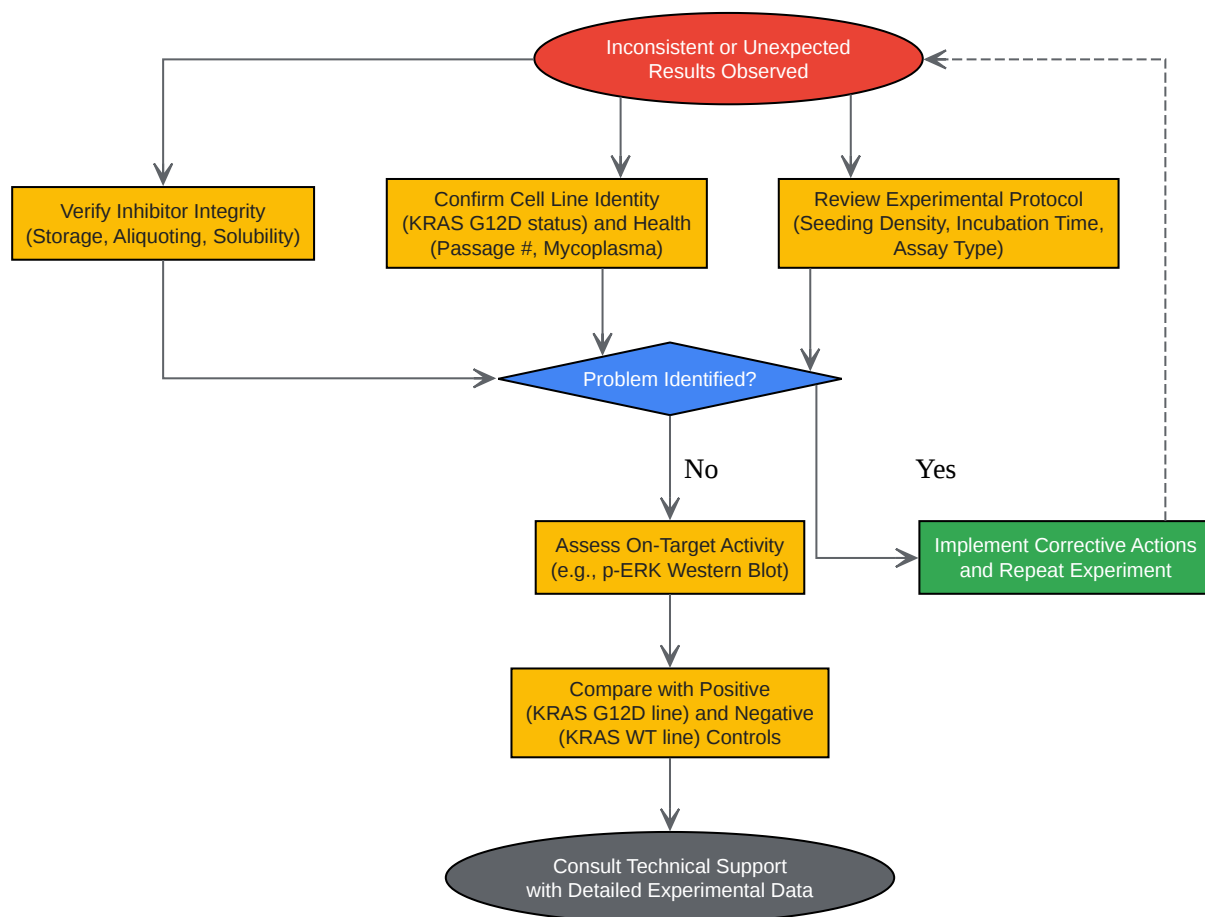 Inconsistent or Unexpected
Results Observed
Verify Inhibitor Integrity
(Storage, Aliquoting, Solubility)
Confirm Cell Line Identity
(KRAS G12D status) and Health
(Passage #, Mycoplasma)
Review Experimental Protocol
(Seeding Density, Incubation Time,
Assay Type)
Problem Identified?
No
Yes
Assess On-Target Activity
(e.g., p-ERK Western Blot)
Implement Corrective Actions
and Repeat Experiment
Compare with Positive
(KRAS G12D line) and Negative
(KRAS WT line) Controls
Consult Technical Support
with Detailed Experimental Data